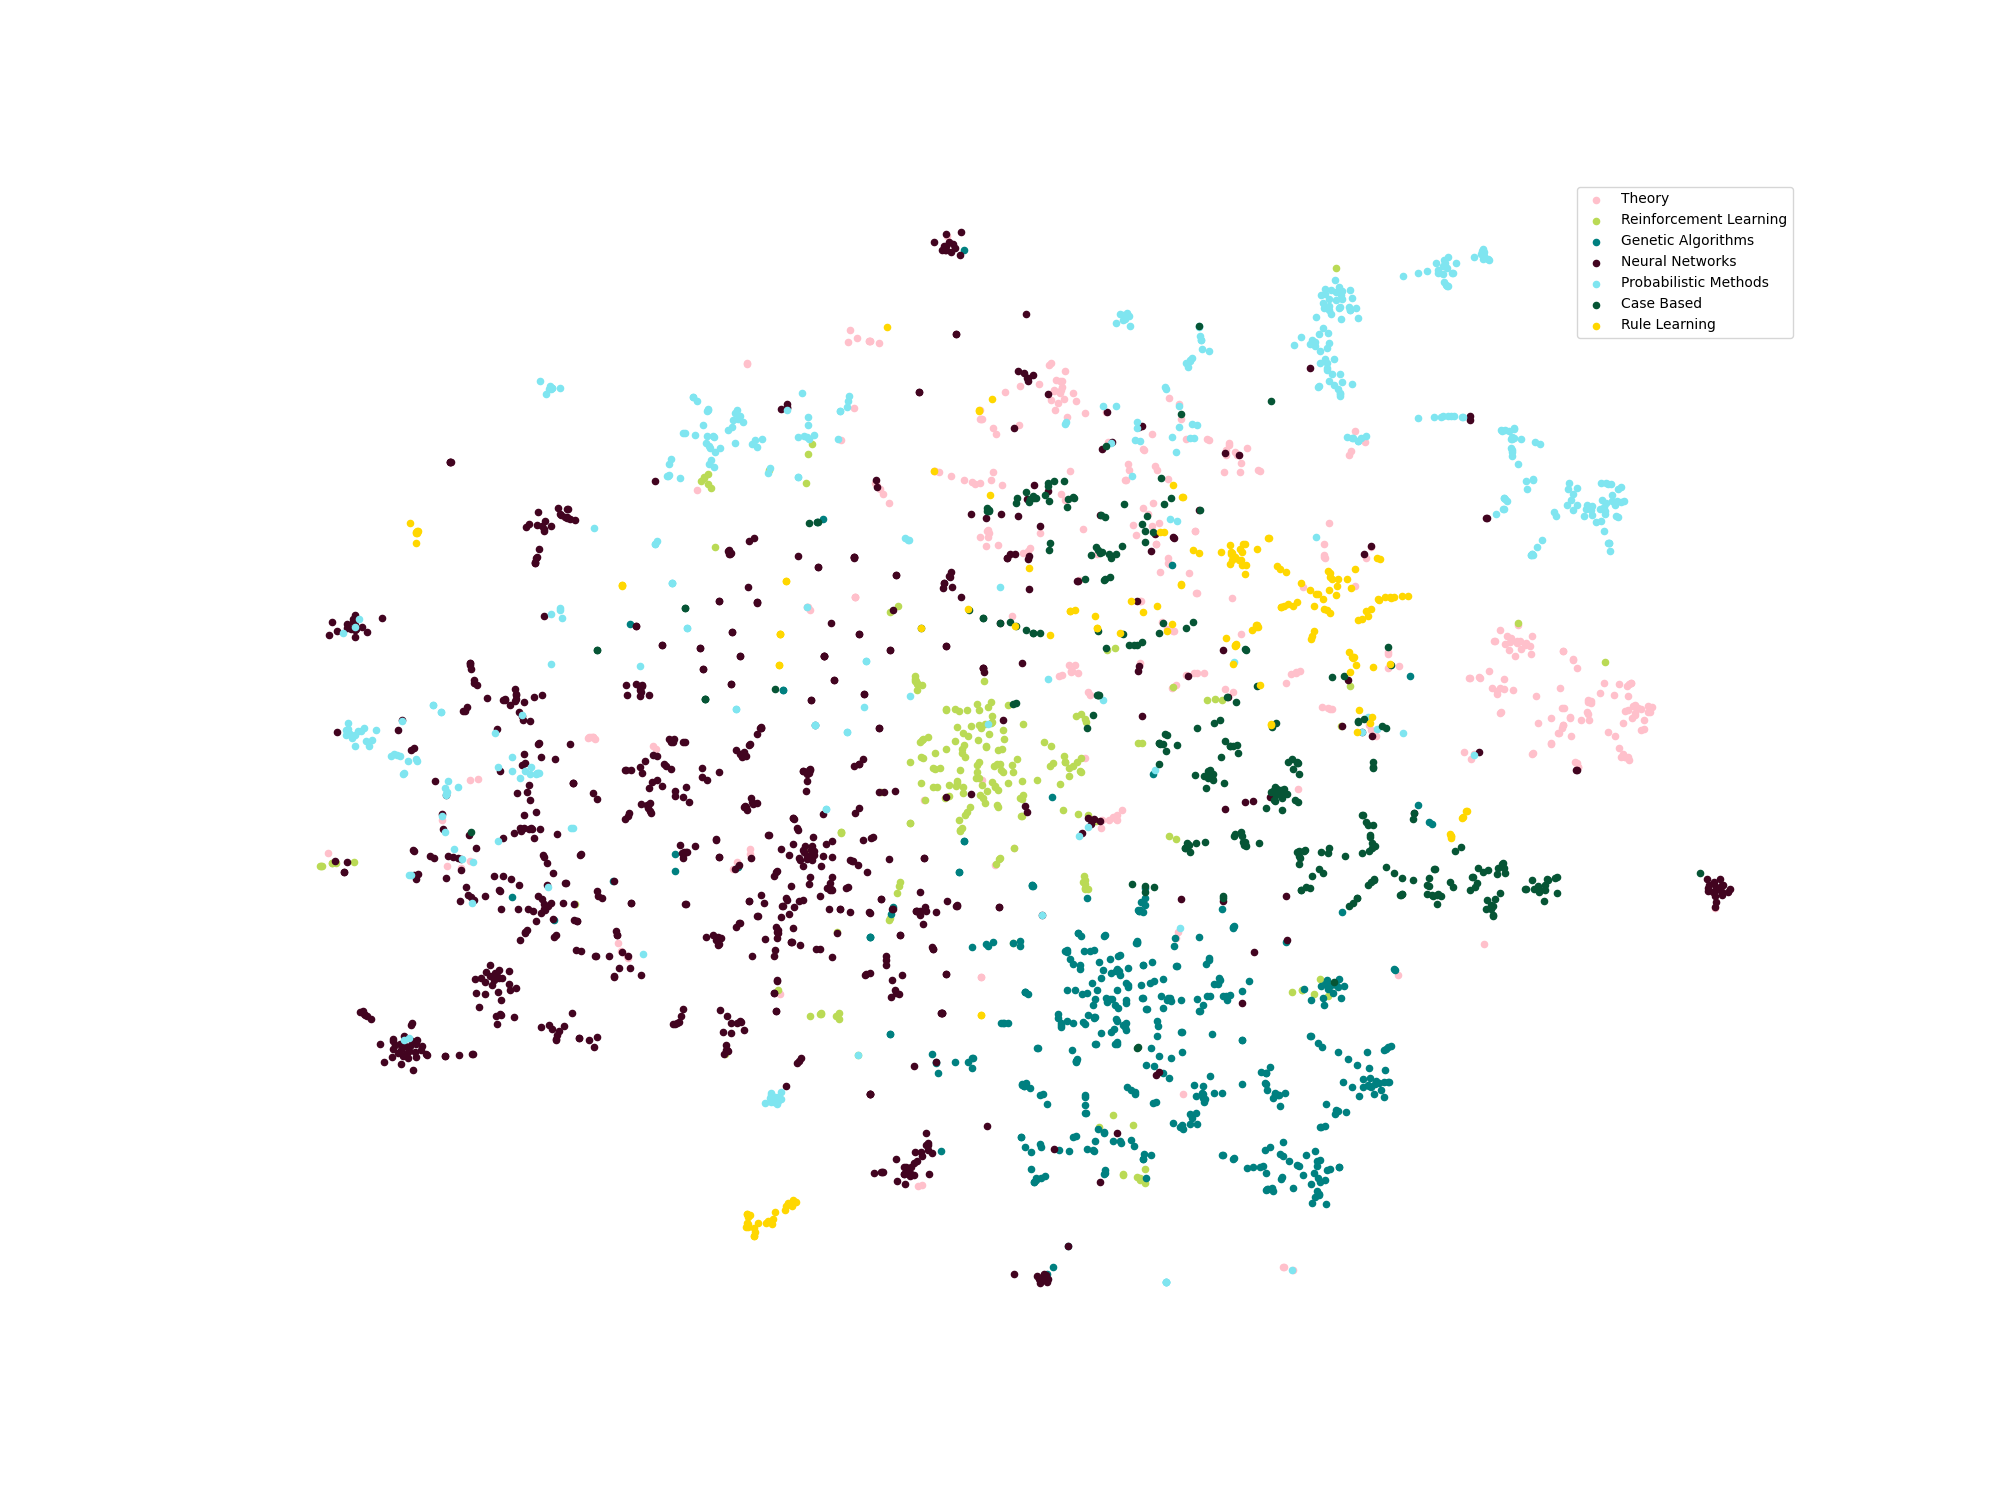 Theory
Reinforcement Learning
Genetic Algorithms
Neural Networks
Probabilistic Methods
Case Based
Rule Learning